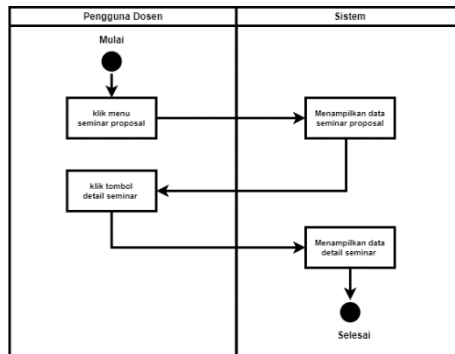 Pengguna Dosen
Sistem
Mulai
klik menu
seminar proposal
Menampilkan data
seminar proposal
klik tombol
detail seminar
Menampilkan data
detail seminar
Selesai